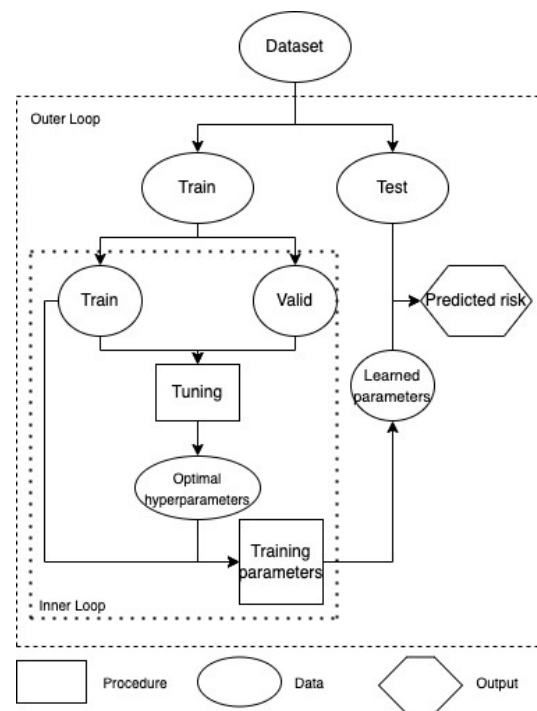 Dataset
Outer Loop
Train
Test
Train
Valid
Predicted risk
Tuning
Learned
parameters
Optimal
hyperparameters
Training
parameters
Inner Loop
Procedure
Data
Output